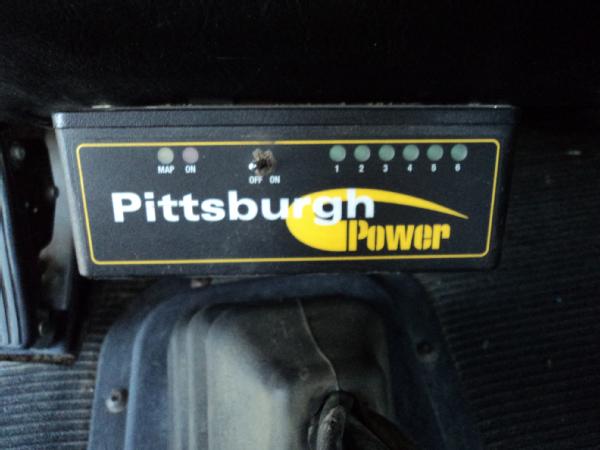 MAP ON OFF ON 1 2 3 4 5 6
Pittsburgh
Power